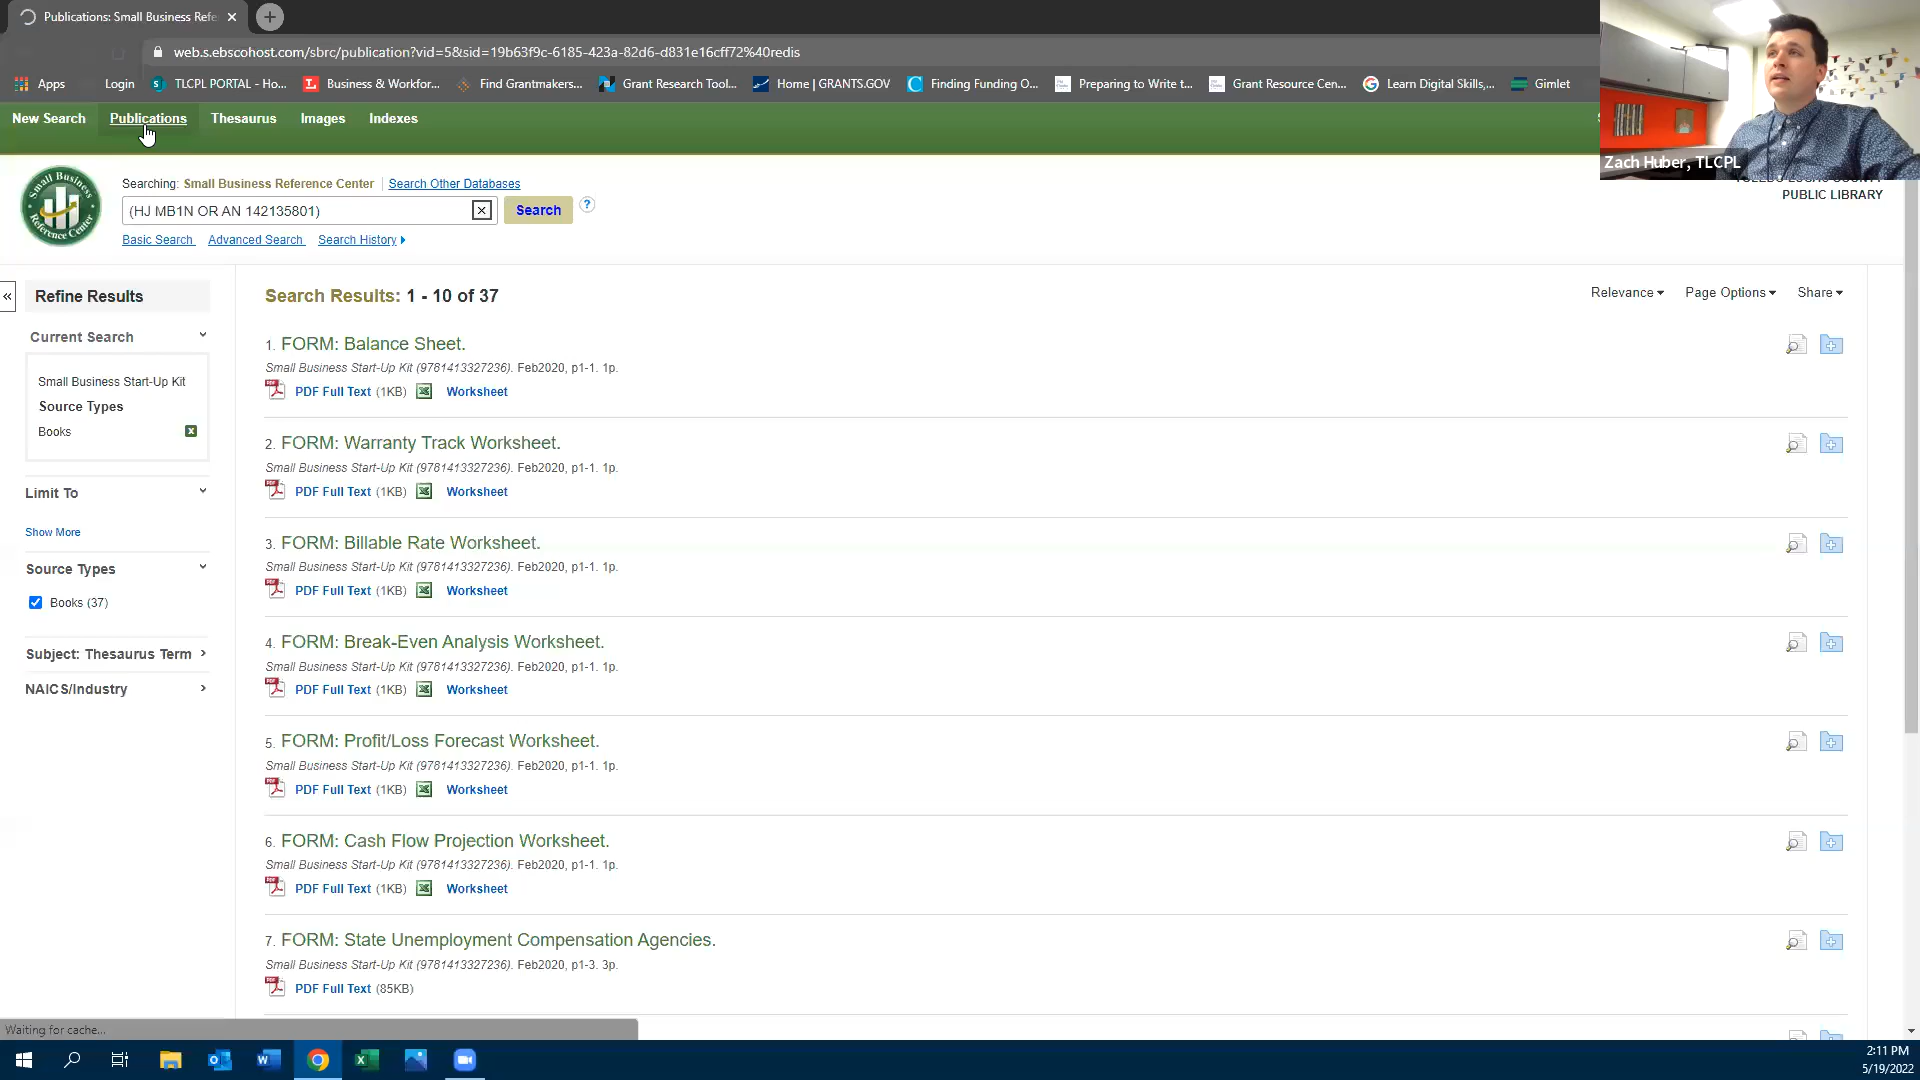 Publications: Small Business Refe
web.s.ebscohost.com/sbrc/publication?vid=5&sid=19b63f9c-6185-423a-82d6-d831e16cff72%40redis
Apps Login TLCPL PORTAL - Ho... Business & Workfor... Find Grantmakers... Grant Research Tool... Home | GRANTS.GOV Finding Funding O... Preparing to Write t... Grant Resource Cen... Learn Digital Skills,... Gimlet
New Search Publications Thesaurus Images Indexes
Zach Huber, TLCPL
PUBLIC LIBRARY
Small Business Reference Center
Searching: Small Business Reference Center Search Other Databases
(HJ MB1N OR AN 142135801) Search ?
Basic Search Advanced Search Search History
Refine Results
Current Search
Small Business Start-Up Kit
Source Types
Books
Limit To
Show More
Source Types
Books (37)
Subject: Thesaurus Term
NAICS/Industry
Search Results: 1 - 10 of 37
Relevance Page Options Share
1. FORM: Balance Sheet.
Small Business Start-Up Kit (9781413327236). Feb2020, p1-1. 1p.
PDF Full Text (1KB) Worksheet
2. FORM: Warranty Track Worksheet.
Small Business Start-Up Kit (9781413327236). Feb2020, p1-1. 1p.
PDF Full Text (1KB) Worksheet
3. FORM: Billable Rate Worksheet.
Small Business Start-Up Kit (9781413327236). Feb2020, p1-1. 1p.
PDF Full Text (1KB) Worksheet
4. FORM: Break-Even Analysis Worksheet.
Small Business Start-Up Kit (9781413327236). Feb2020, p1-1. 1p.
PDF Full Text (1KB) Worksheet
5. FORM: Profit/Loss Forecast Worksheet.
Small Business Start-Up Kit (9781413327236). Feb2020, p1-1. 1p.
PDF Full Text (1KB) Worksheet
6. FORM: Cash Flow Projection Worksheet.
Small Business Start-Up Kit (9781413327236). Feb2020, p1-1. 1p.
PDF Full Text (1KB) Worksheet
7. FORM: State Unemployment Compensation Agencies.
Small Business Start-Up Kit (9781413327236). Feb2020, p1-3. 3p.
PDF Full Text (85KB)
Waiting for cache...
2:11 PM
5/19/2022